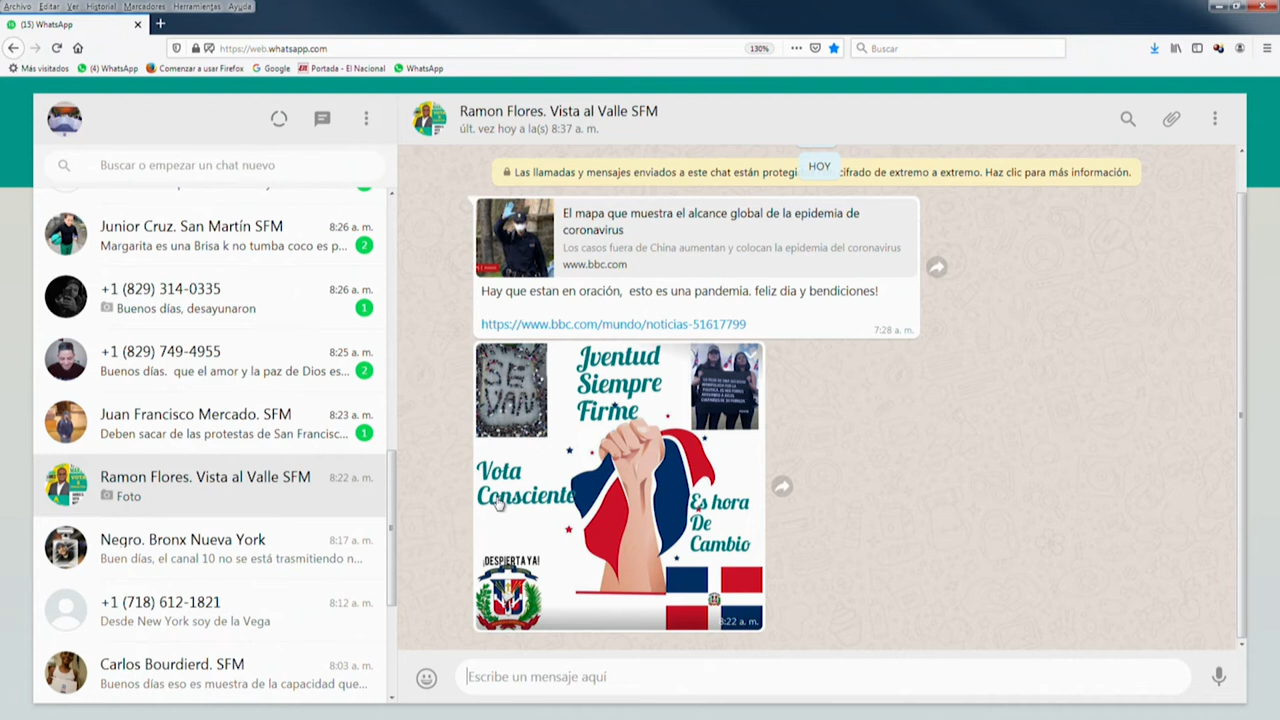 Archivo Editar Ver Historial Marcadores Herramientas Ayuda
(15) WhatsApp
https://web.whatsapp.com
130%
Buscar
Más visitados
(4) WhatsApp
Comenzar a usar Firefox
Google
Portada - El Nacional
WhatsApp
Buscar o empezar un chat nuevo
Junior Cruz. San Martín SFM
8:26 a. m.
Margarita es una Brisa k no tumba coco es p...
2
+1 (829) 314-0335
8:26 a. m.
Buenos días, desayunaron
1
+1 (829) 749-4955
8:25 a. m.
Buenos días. que el amor y la paz de Dios es...
2
Juan Francisco Mercado. SFM
8:23 a. m.
Deben sacar de las protestas de San Francisc...
1
Ramon Flores. Vista al Valle SFM
8:22 a. m.
Foto
Negro. Bronx Nueva York
8:17 a. m.
Buen días, el canal 10 no se está trasmitiendo n...
+1 (718) 612-1821
8:12 a. m.
Desde New York soy de la Vega
Carlos Bourdierd. SFM
8:03 a. m.
Buenos días eso es muestra de la capacidad que...
Ramon Flores. Vista al Valle SFM
últ. vez hoy a la(s) 8:37 a. m.
HOY
Las llamadas y mensajes enviados a este chat están protegi
cifrado de extremo a extremo. Haz clic para más información.
El mapa que muestra el alcance global de la epidemia de
coronavirus
Los casos fuera de China aumentan y colocan la epidemia del coronavirus
www.bbc.com
Hay que estan en oración, esto es una pandemia. feliz dia y bendiciones!
https://www.bbc.com/mundo/noticias-51617799
7:28 a. m.
SE VAN
Jventud
Siempre
Firme
Vota
Consciente
Es hora
De
Cambio
¡DESPIERTA YA!
8:22 a. m.
Escribe un mensaje aquí